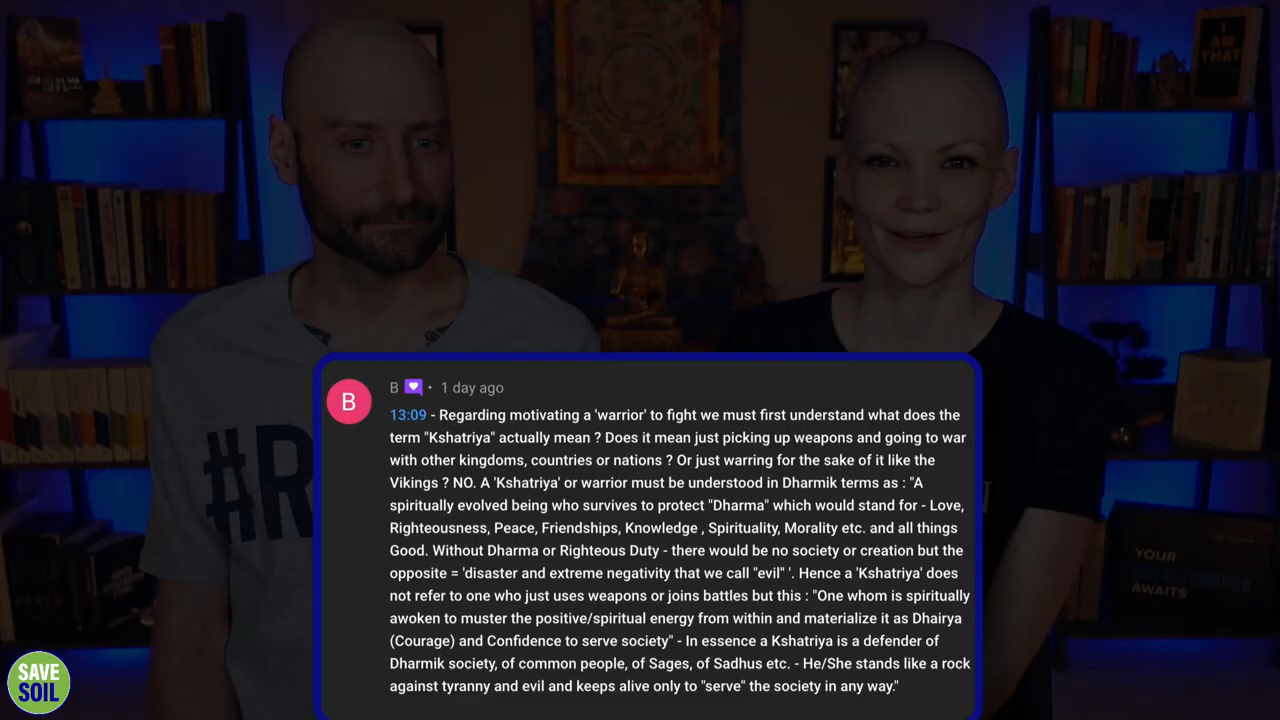 I AM
THAT
#R
B
B • 1 day ago
13:09 - Regarding motivating a 'warrior' to fight we must first understand what does the
term "Kshatriya" actually mean ? Does it mean just picking up weapons and going to war
with other kingdoms, countries or nations ? Or just warring for the sake of it like the
Vikings ? NO. A 'Kshatriya' or warrior must be understood in Dharmik terms as : "A
spiritually evolved being who survives to protect "Dharma" which would stand for - Love,
Righteousness, Peace, Friendships, Knowledge , Spirituality, Morality etc. and all things
Good. Without Dharma or Righteous Duty - there would be no society or creation but the
opposite = 'disaster and extreme negativity that we call "evil" '. Hence a 'Kshatriya' does
not refer to one who just uses weapons or joins battles but this : "One whom is spiritually
awoken to muster the positive/spiritual energy from within and materialize it as Dhairya
(Courage) and Confidence to serve society" - In essence a Kshatriya is a defender of
Dharmik society, of common people, of Sages, of Sadhus etc. - He/She stands like a rock
against tyranny and evil and keeps alive only to "serve" the society in any way."
YOUR
AWAITS
SAVE
SOIL